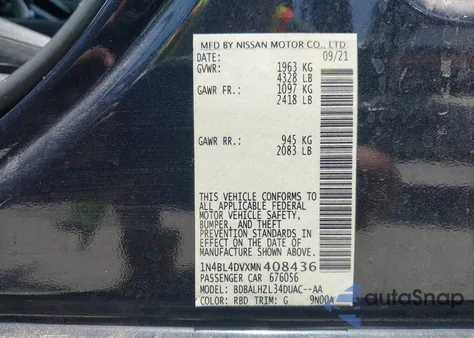 MFD BY NISSAN MOTOR CO., LTD.
DATE: 09/21
GVWR: 1963 KG
4328 LB
GAWR FR.: 1097 KG
2418 LB
GAWR RR.: 945 KG
2083 LB
THIS VEHICLE CONFORMS TO
ALL APPLICABLE FEDERAL
MOTOR VEHICLE SAFETY,
BUMPER, AND THEFT
PREVENTION STANDARDS IN
EFFECT ON THE DATE OF
MANUFACTURE SHOWN ABOVE.
1N4BL4DVXMN408436
PASSENGER CAR 676056
MODEL: BDBALHZL34DUAC--AA
COLOR: RBD TRIM: G 9N00A
autoSnap